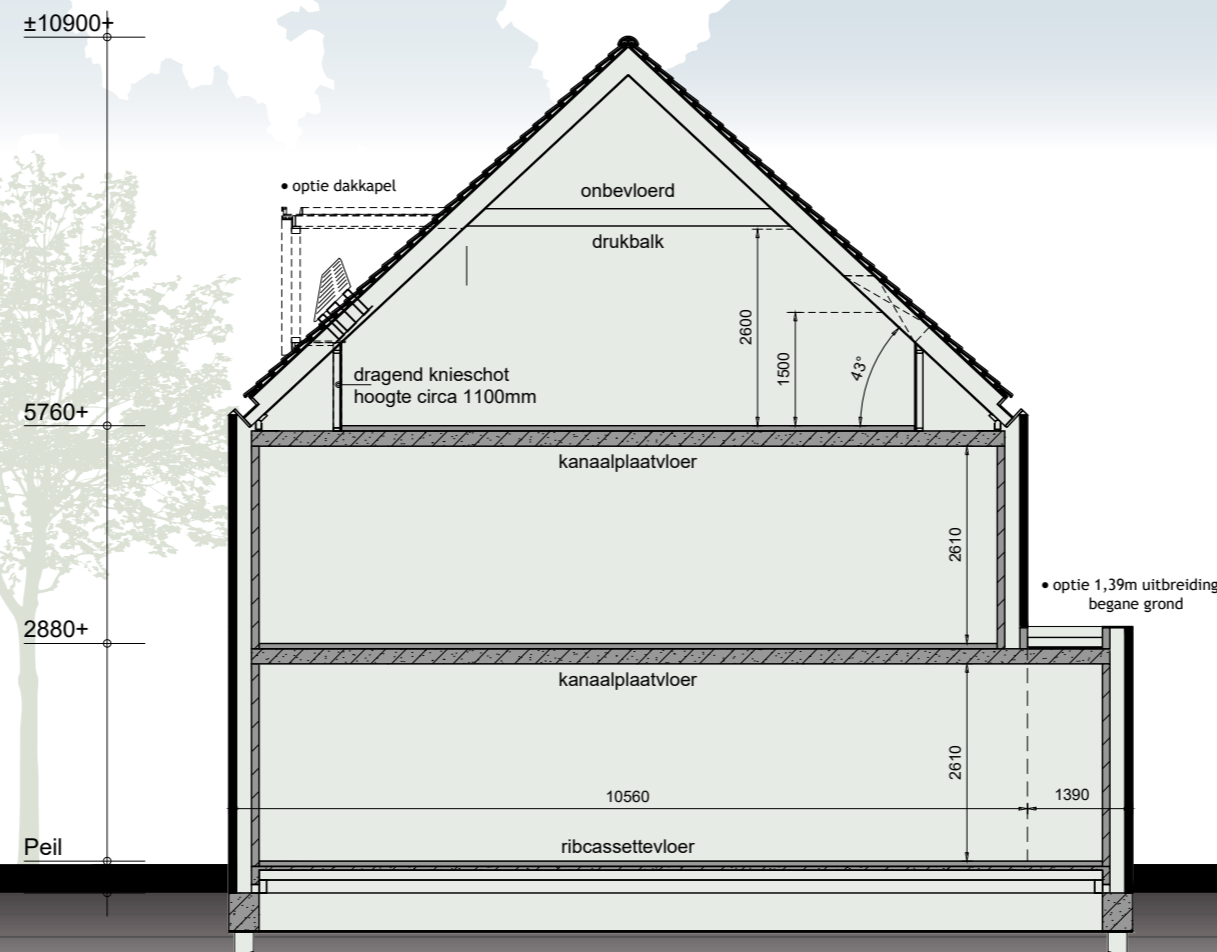 ±10900+
• optie dakkapel
onbevloerd
drukbalk
2600
1500
43°
dragend knieschot
hoogte circa 1100mm
5760+
kanaalplaatvloer
2610
• optie 1,39m uitbreiding
begane grond
2880+
kanaalplaatvloer
2610
10560
1390
Peil
ribcassettevloer